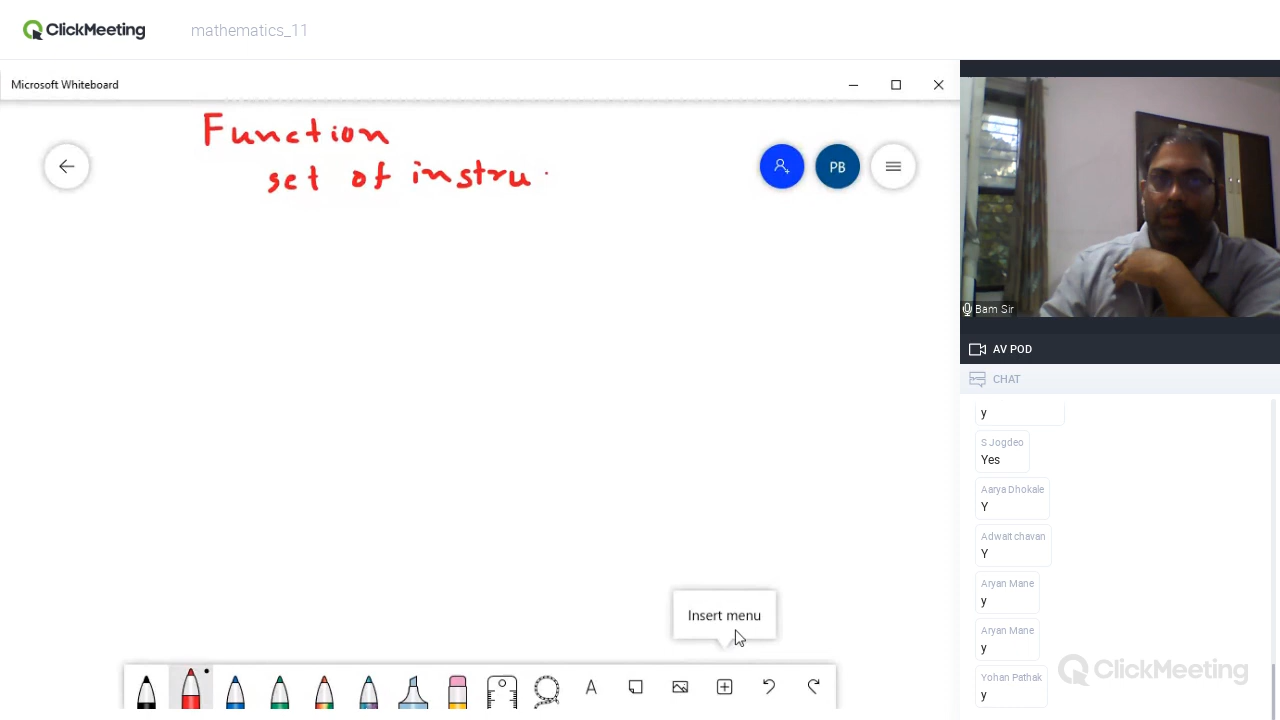 ClickMeeting mathematics_11
Microsoft Whiteboard
Function
set of instru
PB
Bam Sir
AV POD
CHAT
y
S Jogdeo
Yes
Aarya Dhokale
Y
Adwait chavan
Y
Aryan Mane
y
Aryan Mane
y
Yohan Pathak
y
Insert menu
ClickMeeting